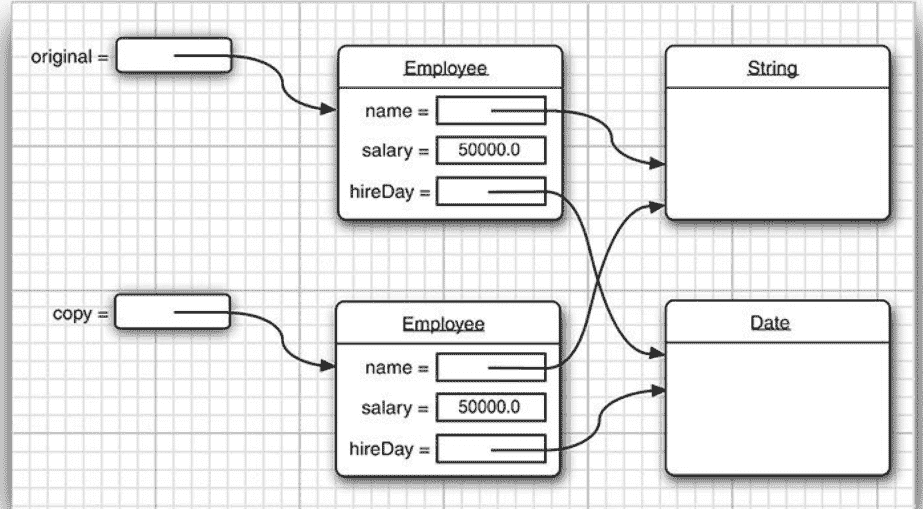 original =
Employee
String
name =
salary = 50000.0
hireDay =
copy =
Employee
Date
name =
salary = 50000.0
hireDay =